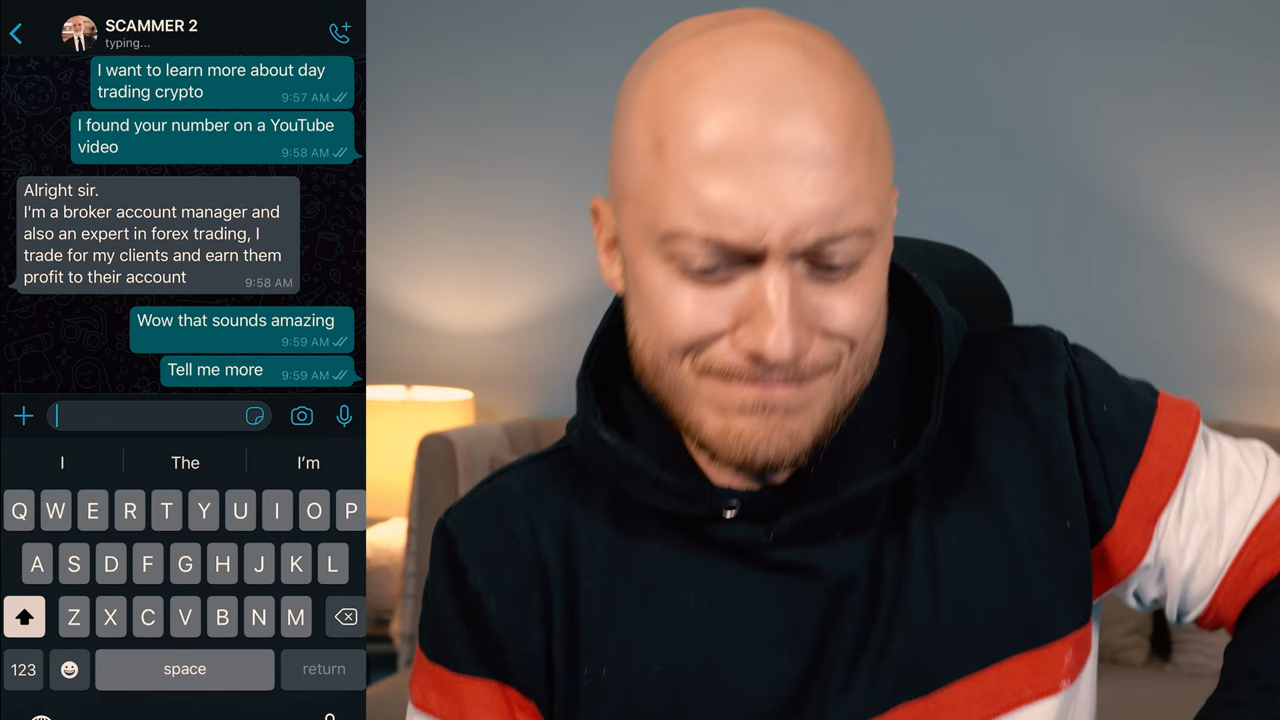 SCAMMER 2
typing...
I want to learn more about day
trading crypto
9:57 AM
I found your number on a YouTube
video
9:58 AM
Alright sir.
I'm a broker account manager and
also an expert in forex trading, I
trade for my clients and earn them
profit to their account
9:58 AM
Wow that sounds amazing
9:59 AM
Tell me more
9:59 AM
I The I'm
Q W E R T Y U I O P
A S D F G H J K L
Z X C V B N M
123 space return